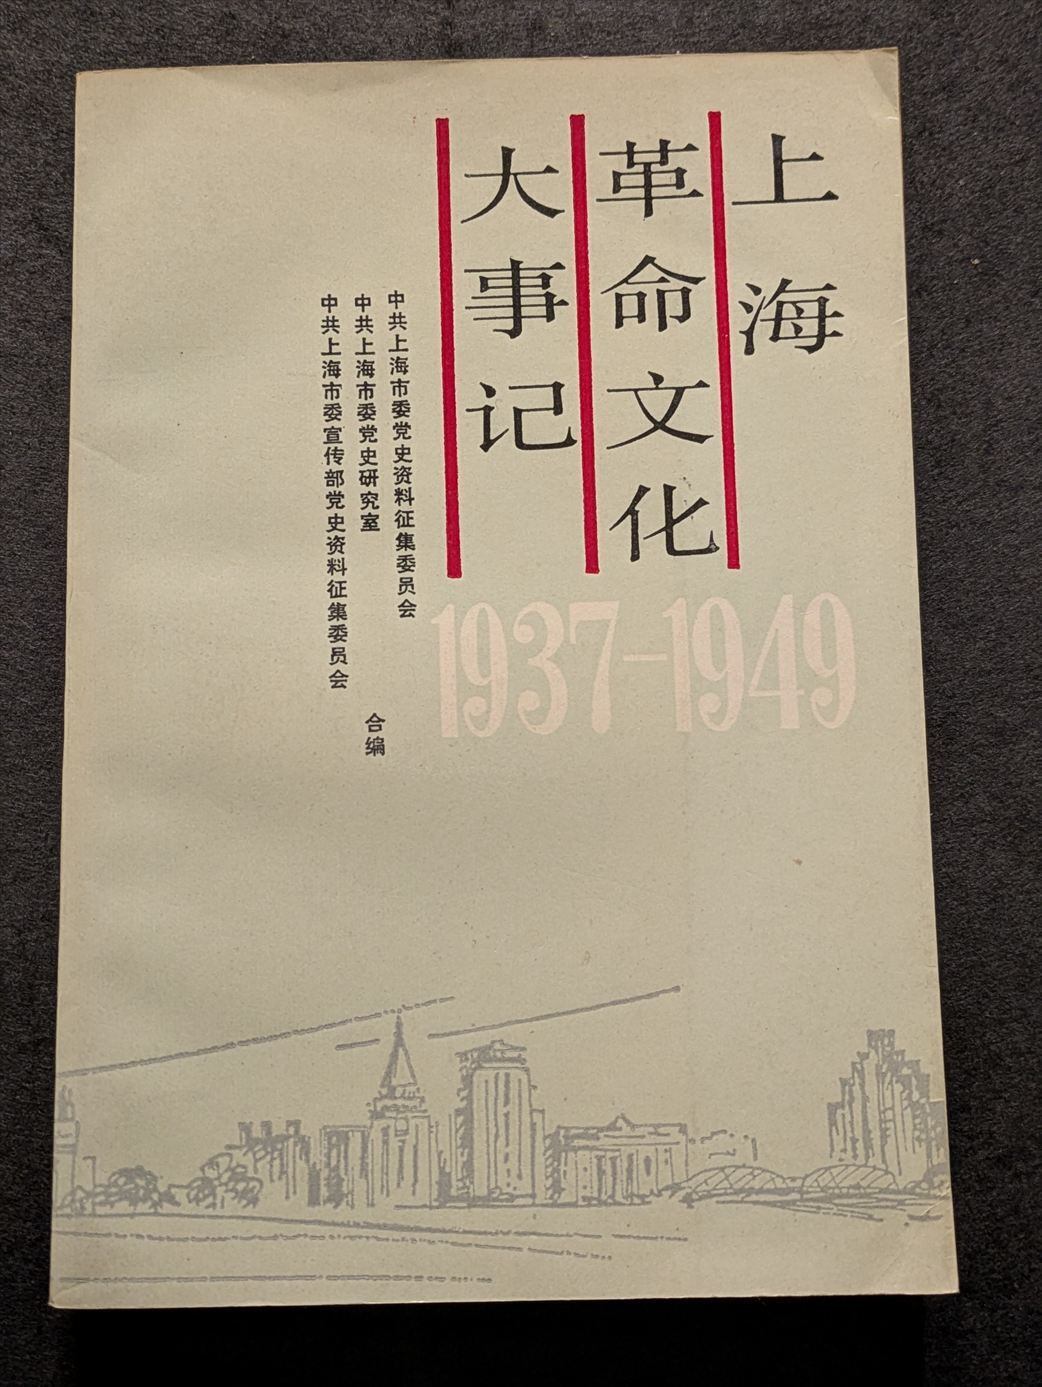 上海
革命文化
大事记
1937-1949
中共上海市委党史资料征集委员会
中共上海市委党史研究室
中共上海市委宣传部党史资料征集委员会
合编